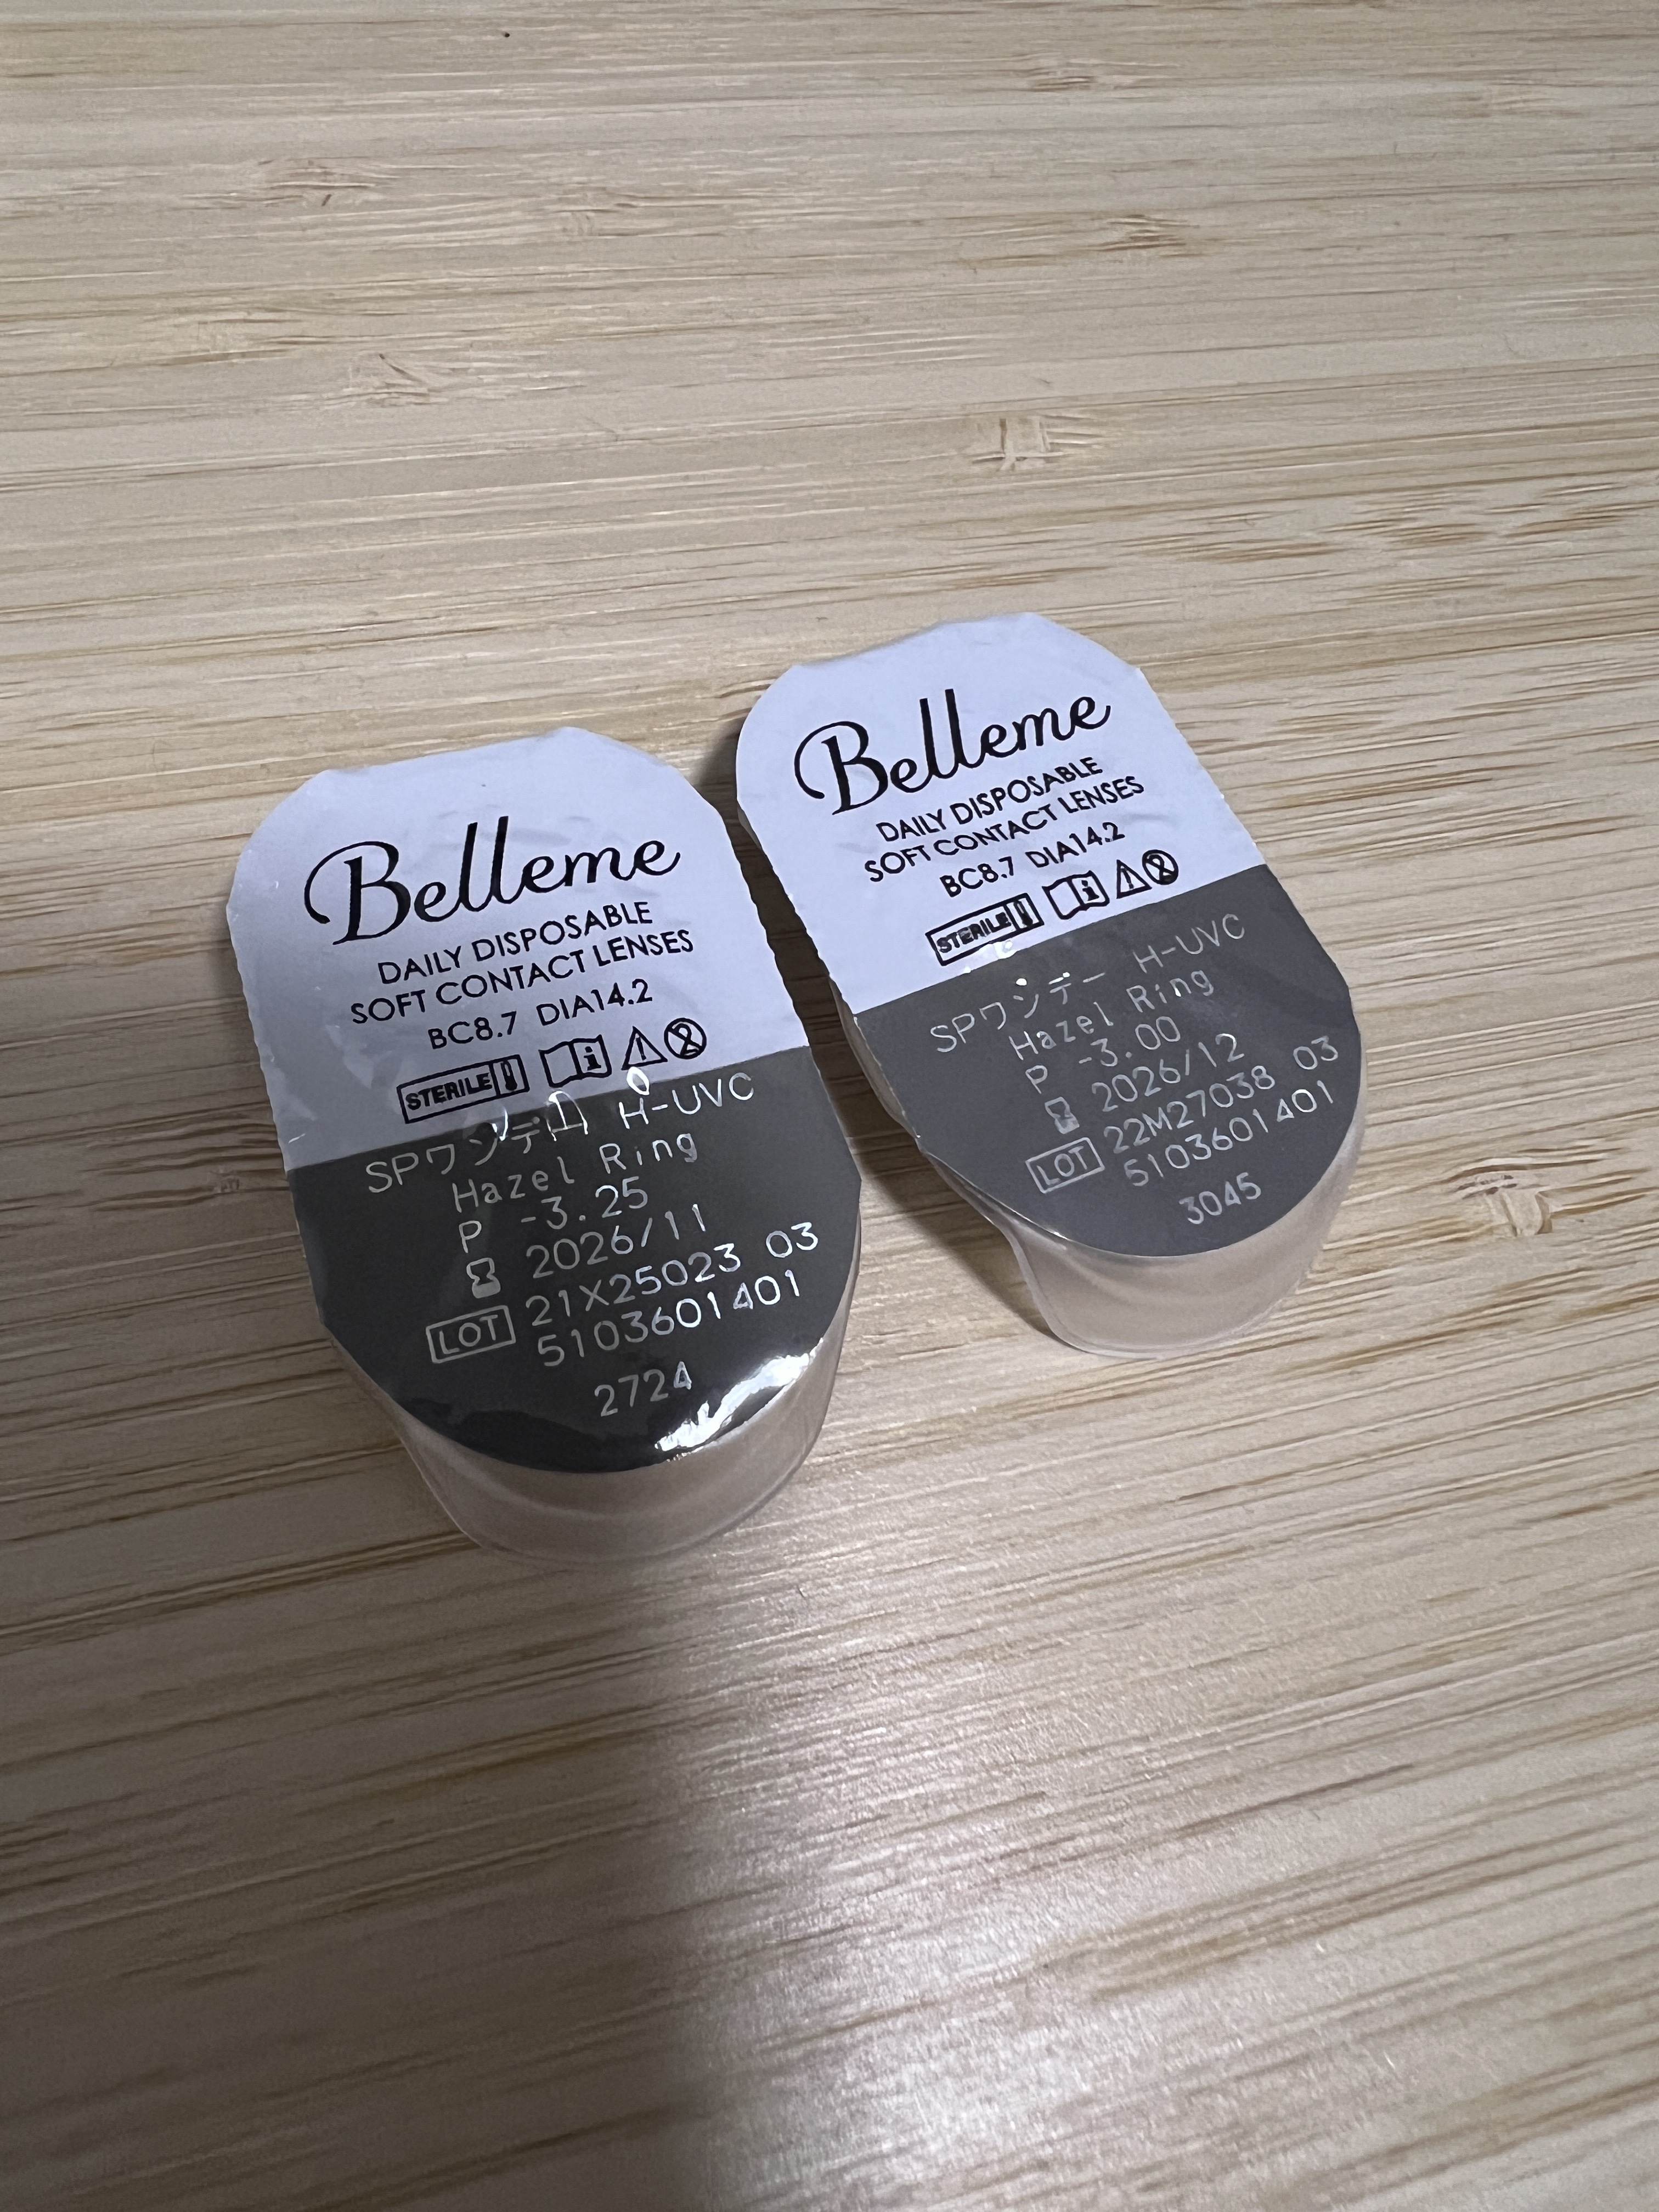 Belleme
DAILY DISPOSABLE
SOFT CONTACT LENSES
BC8.7 DIA14.2
STERILE
SPワンデー H-UVC
Hazel Ring
P -3.25
2026/11
LOT 21X25023 03
5103601401
2724
Belleme
DAILY DISPOSABLE
SOFT CONTACT LENSES
BC8.7 DIA14.2
STERILE
SPワンデー H-UVC
Hazel Ring
P -3.00
2026/12
LOT 22M27038 03
5103601401
3045